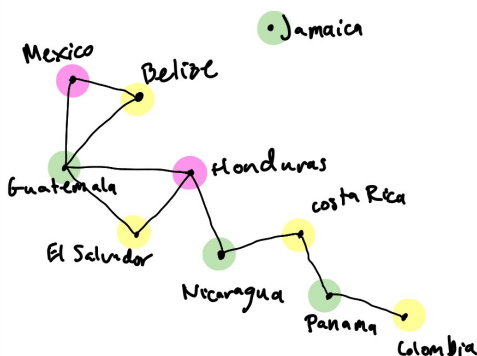 Jamaica
Mexico
Belize
Guatemala
Honduras
Costa Rica
El Salvador
Nicaragua
Panama
Colombia